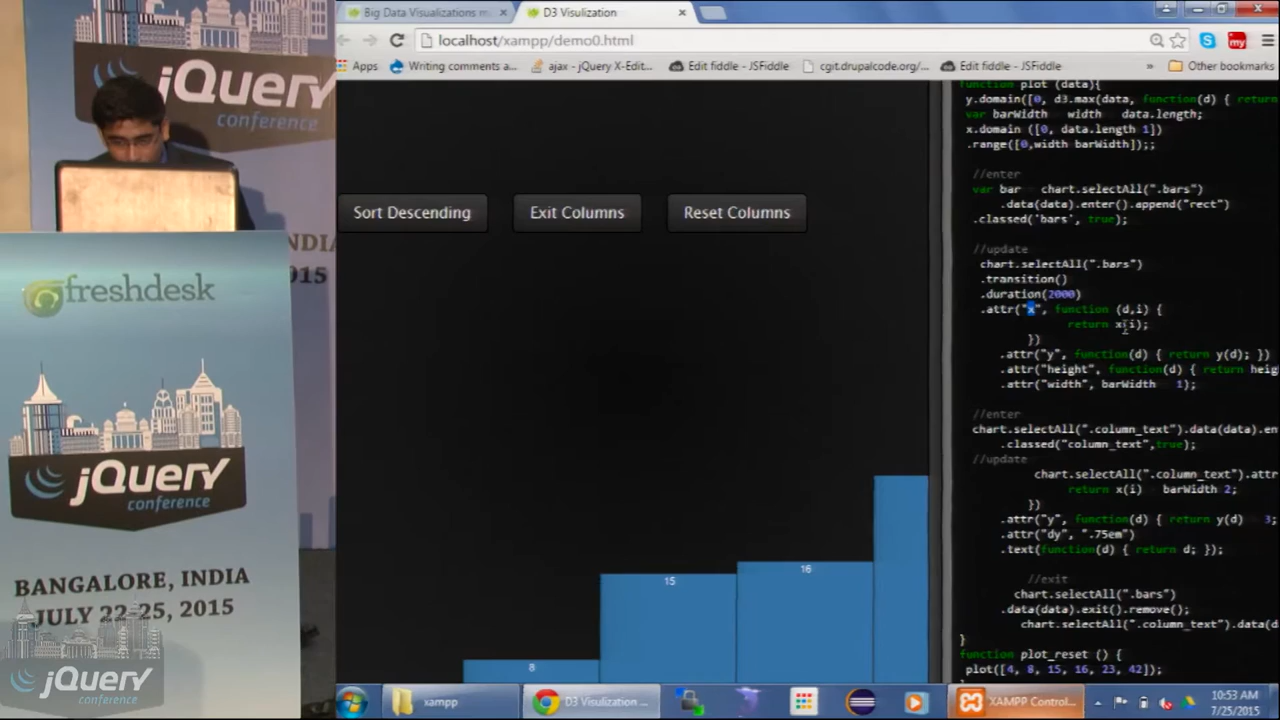 jQuery
conference
INDIA
2015
freshdesk
jQuery
conference
BANGALORE, INDIA
JULY 22-25, 2015
jQuery
conference
Big Data Visualizations m
D3 Visulization
localhost/xampp/demo0.html
Apps
Writing comments a...
ajax - jQuery X-Edit...
Edit fiddle - JSFiddle
cgit.drupalcode.org/...
Edit fiddle - JSFiddle
»
Other bookmarks
my
Sort Descending
Exit Columns
Reset Columns
8
15
16
function plot (data){
y.domain([0, d3.max(data, function(d) { return
var barWidth width data.length;
x.domain ([0, data.length 1])
.range([0,width barWidth]);;
//enter
var bar chart.selectAll(".bars")
.data(data).enter().append("rect")
.classed('bars', true);
//update
chart.selectAll(".bars")
.transition()
.duration(2000)
.attr("x", function (d,i) {
return x(i);
})
.attr("y", function(d) { return y(d); })
.attr("height", function(d) { return heig
.attr("width", barWidth 1);
//enter
chart.selectAll(".column_text").data(data).en
.classed("column_text",true);
//update
chart.selectAll(".column_text").attr
return x(i) barWidth 2;
})
.attr("y", function(d) { return y(d) 3;
.attr("dy", ".75em")
.text(function(d) { return d; });
//exit
chart.selectAll(".bars")
.data(data).exit().remove();
chart.selectAll(".column_text").data(d
}
function plot_reset () {
plot([4, 8, 15, 16, 23, 42]);
xampp
D3 Visulization ...
XAMPP Control...
10:53 AM
7/25/2015